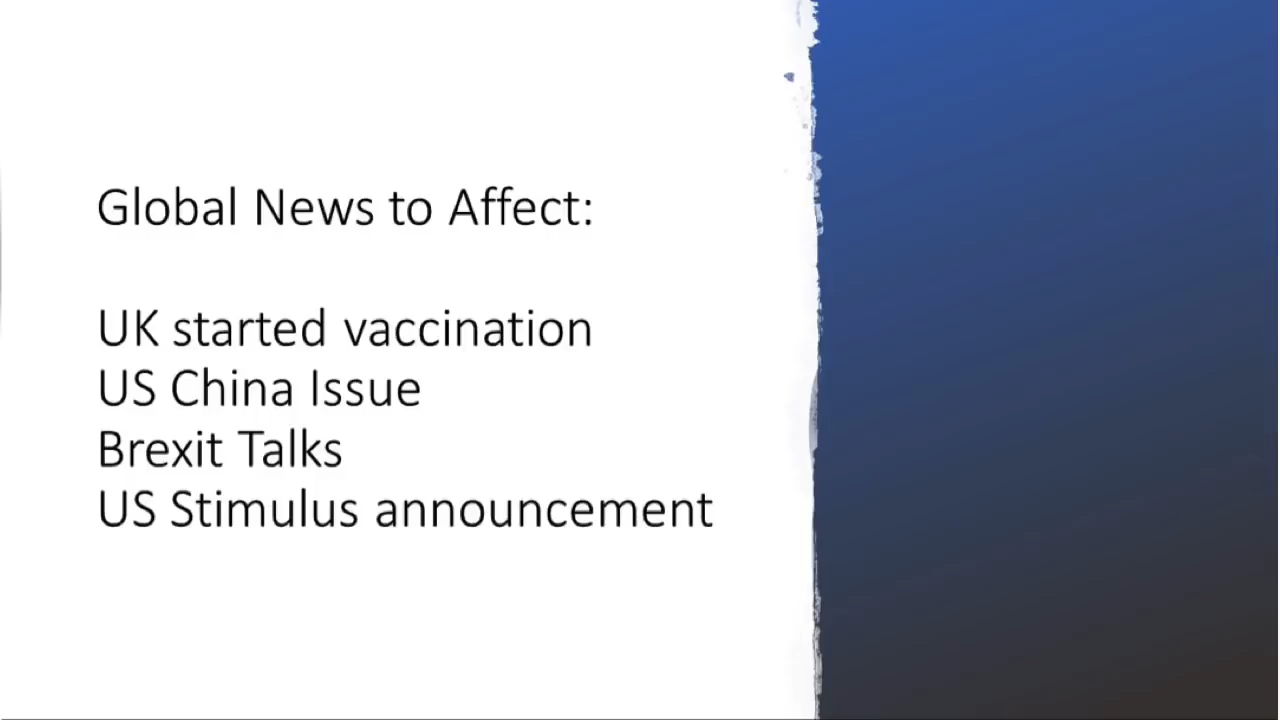 Global News to Affect:
UK started vaccination
US China Issue
Brexit Talks
US Stimulus announcement